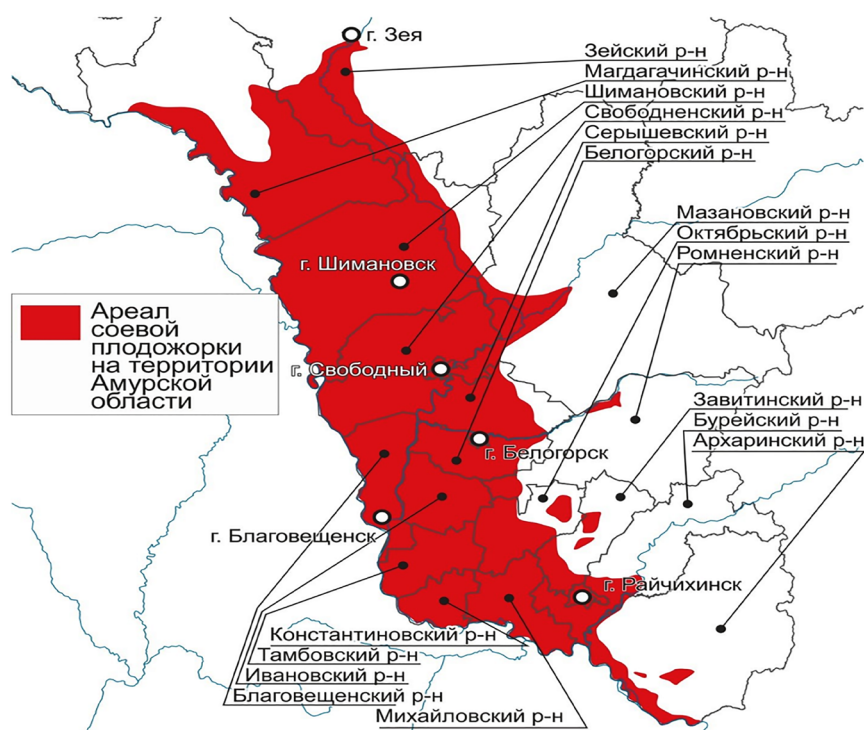 г. Зея
Зейский р-н
Магдагачинский р-н
Шимановский р-н
Свободненский р-н
Серышевский р-н
Белогорский р-н
Мазановский р-н
Октябрьский р-н
Ромненский р-н
г. Шимановск
Ареал
соевой
плодожорки
на территории
Амурской
области
г. Свободный
Завитинский р-н
Бурейский р-н
Архаринский р-н
г. Белогорск
г. Благовещенск
г. Райчихинск
Константиновский р-н
Тамбовский р-н
Ивановский р-н
Благовещенский р-н
Михайловский р-н